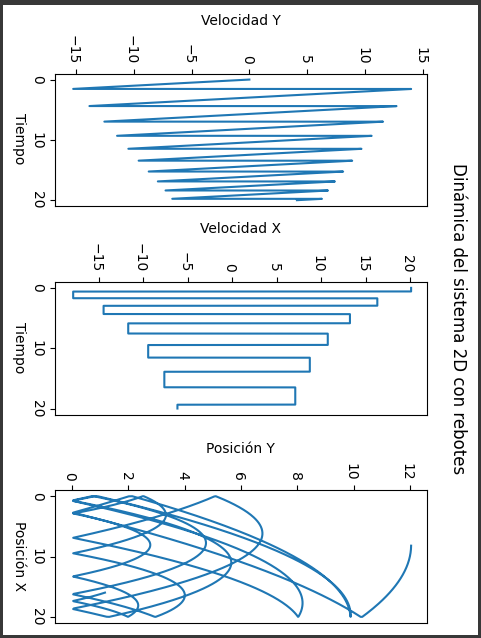 Dinámica del sistema 2D con rebotes
Velocidad Y
−15 −10 −5 0 5 10 15
0
10
20
Tiempo
Velocidad X
−15 −10 −5 0 5 10 15 20
0
10
20
Tiempo
Posición Y
0 2 4 6 8 10 12
0
10
20
Posición X